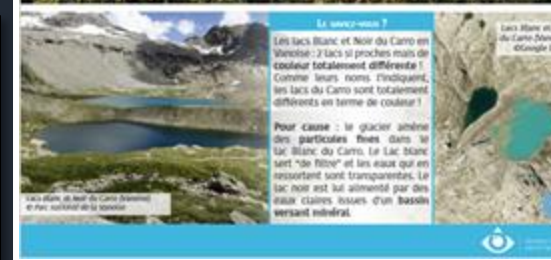 LE SAVEZ-VOUS ?
Les lacs Blanc et Noir du Carro en
Vanoise : 2 lacs si proches mais de
couleur totalement différente !
Comme leurs noms l'indiquent,
les lacs du Carro sont totalement
différents en terme de couleur !
Pour cause : le glacier amène
des particules fines dans le
lac Blanc du Carro. Le Lac blanc
sert "de filtre" et les eaux qui en
ressortent sont transparentes. Le
lac noir est lui alimenté par des
eaux claires issues d'un bassin
versant minéral.
Lacs Blanc et Noir du Carro (Vanoise)
© Parc national de la Vanoise
Lacs Blanc et
du Carro (Van
©Google